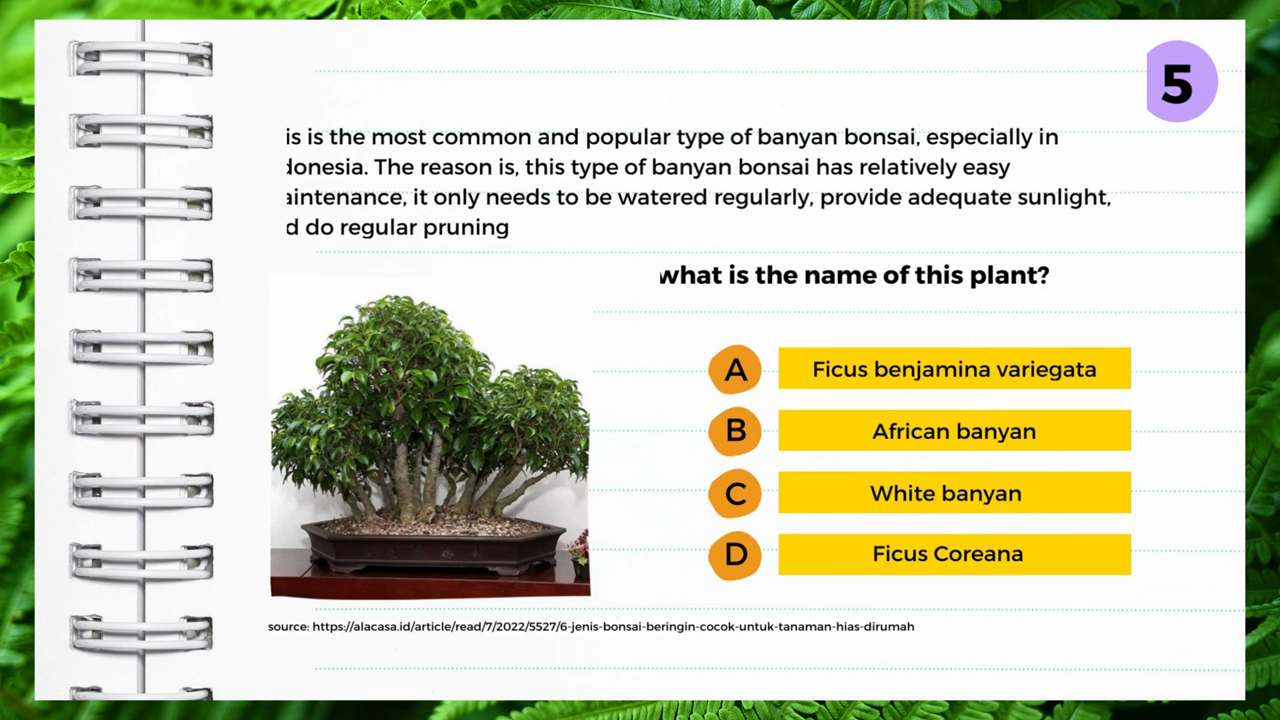 5
is is the most common and popular type of banyan bonsai, especially in
donesia. The reason is, this type of banyan bonsai has relatively easy
aintenance, it only needs to be watered regularly, provide adequate sunlight,
d do regular pruning
what is the name of this plant?
A Ficus benjamina variegata
B African banyan
C White banyan
D Ficus Coreana
source: https://alacasa.id/article/read/7/2022/5527/6-jenis-bonsai-beringin-cocok-untuk-tanaman-hias-dirumah